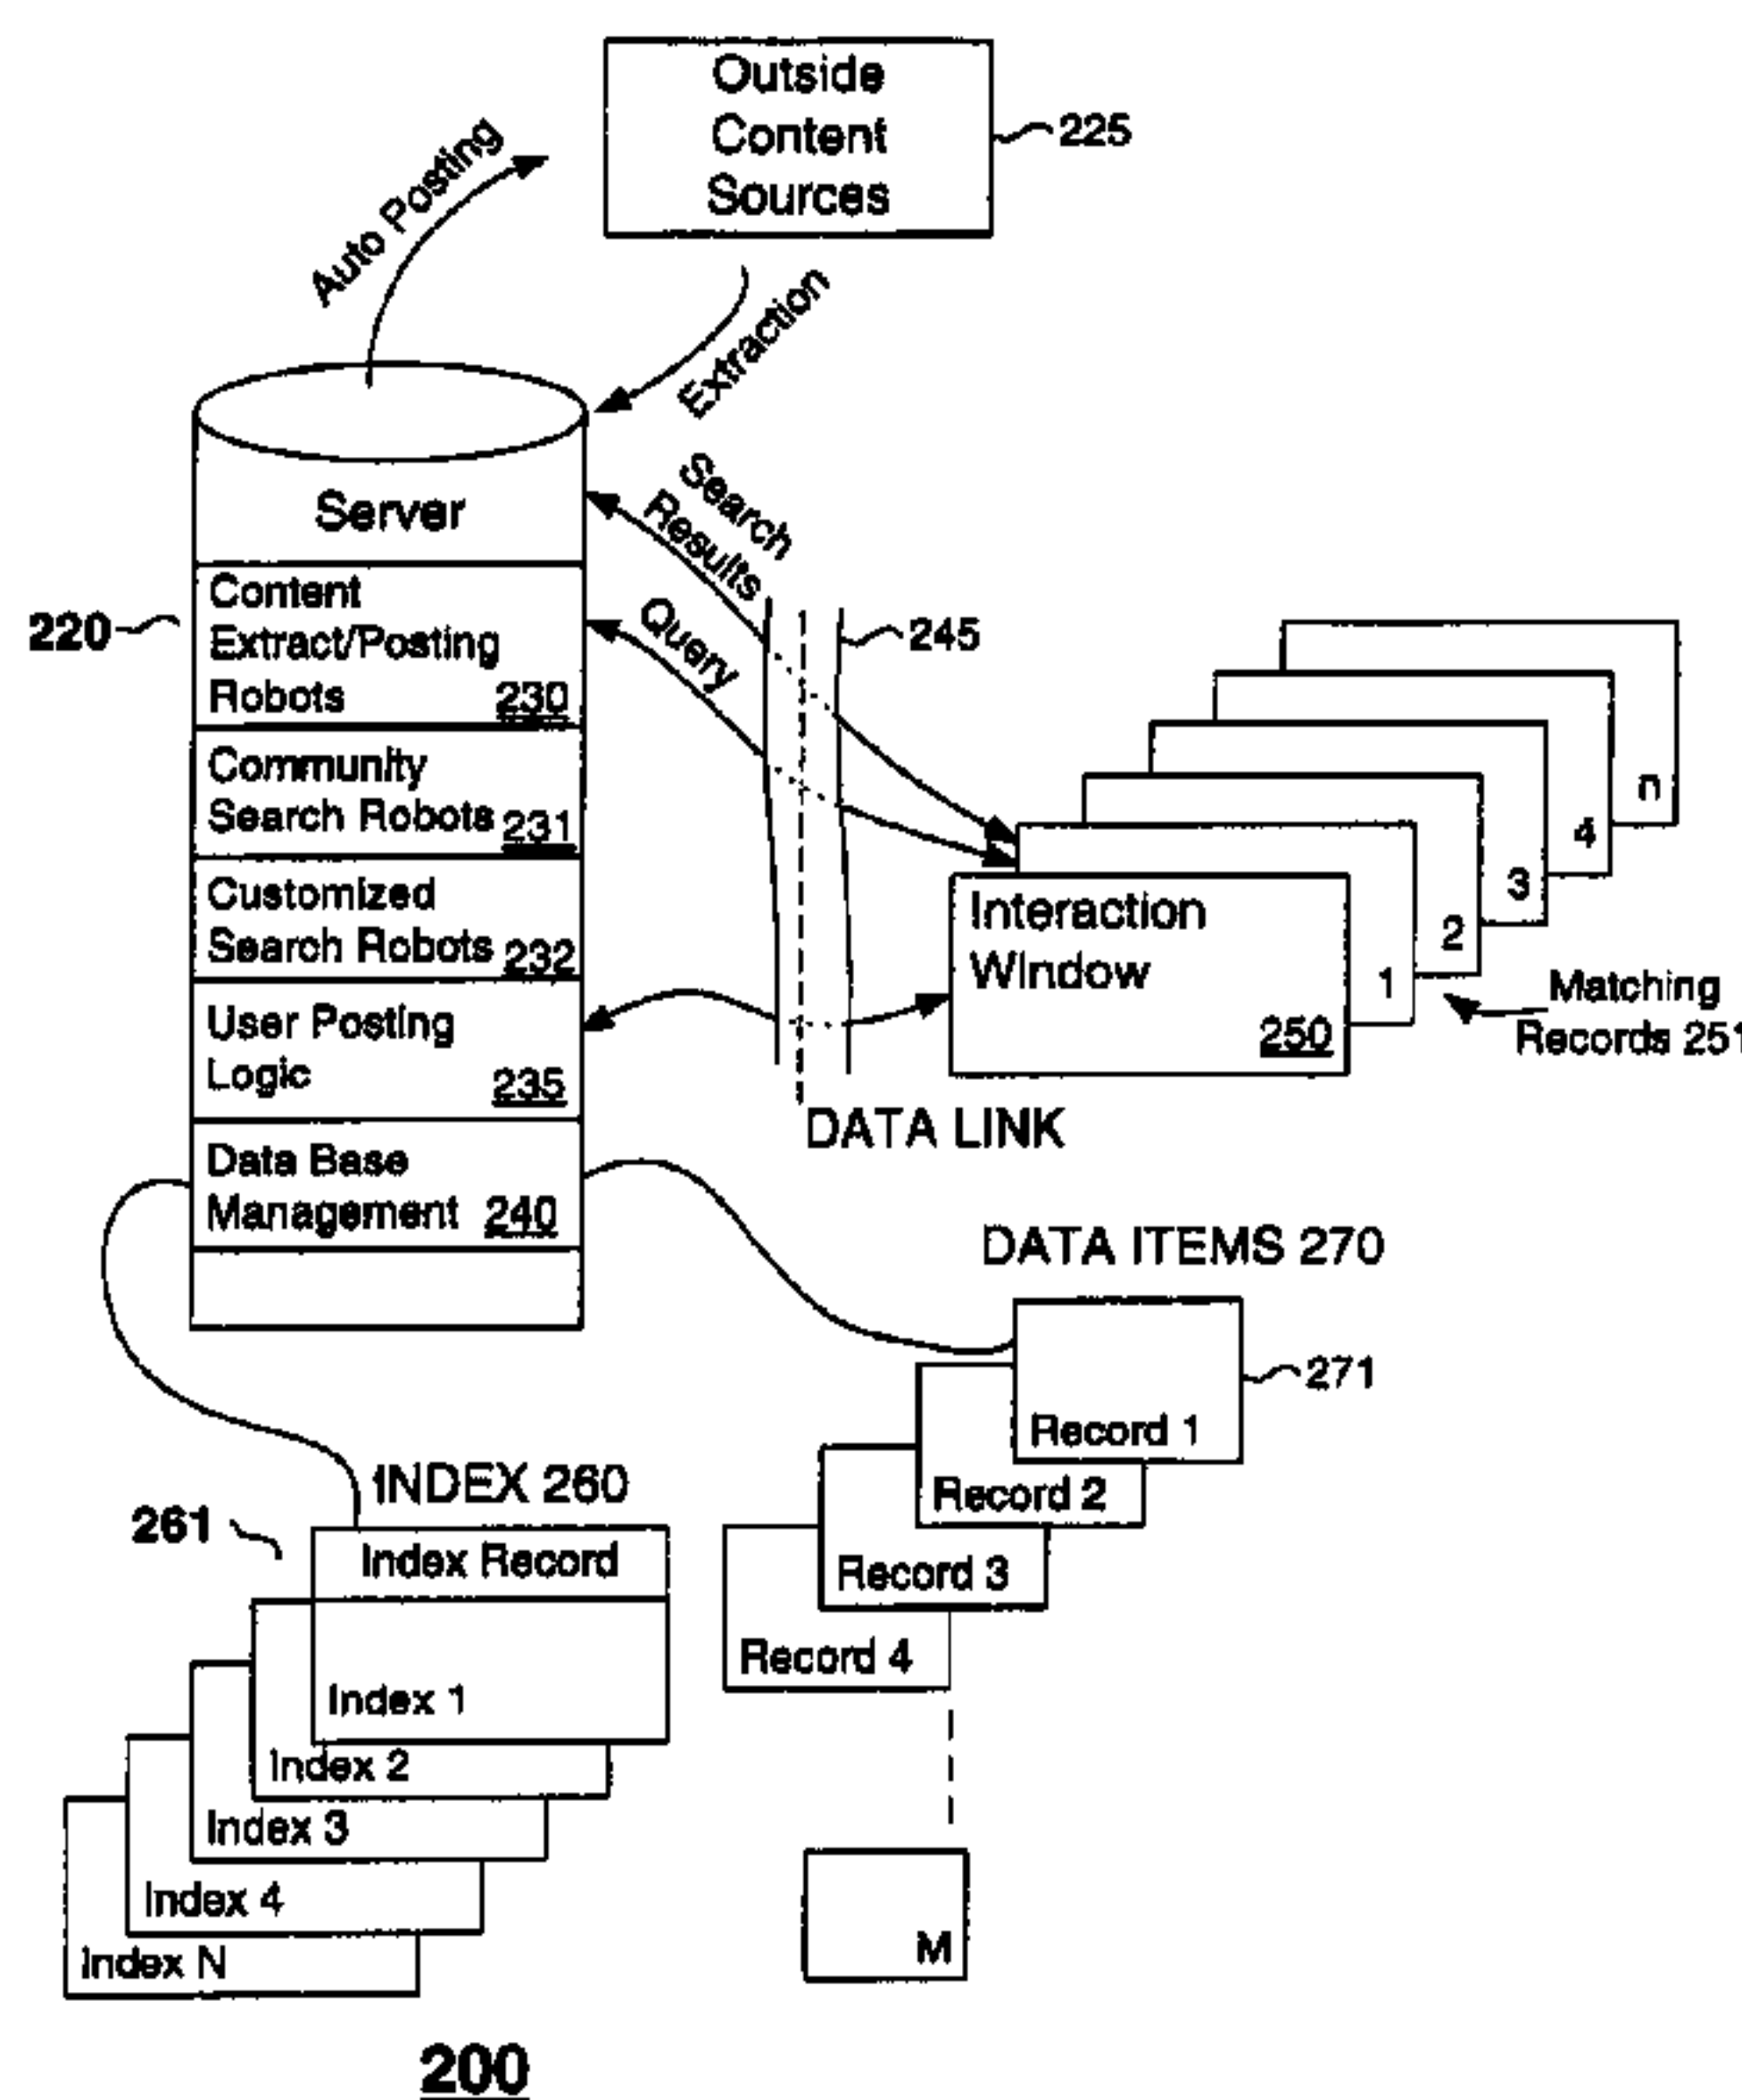 Outside
Content
Sources
225
Auto Posting
Extraction
Server
Search
Results
Query
220
Content
Extract/Posting
Robots 230
Community
Search Robots 231
Customized
Search Robots 232
User Posting
Logic 235
Data Base
Management 240
245
DATA LINK
Interaction
Window
250
1
2
3
4
n
Matching
Records 251
DATA ITEMS 270
271
Record 1
Record 2
Record 3
Record 4
M
INDEX 260
261
Index Record
Index 1
Index 2
Index 3
Index 4
Index N
200